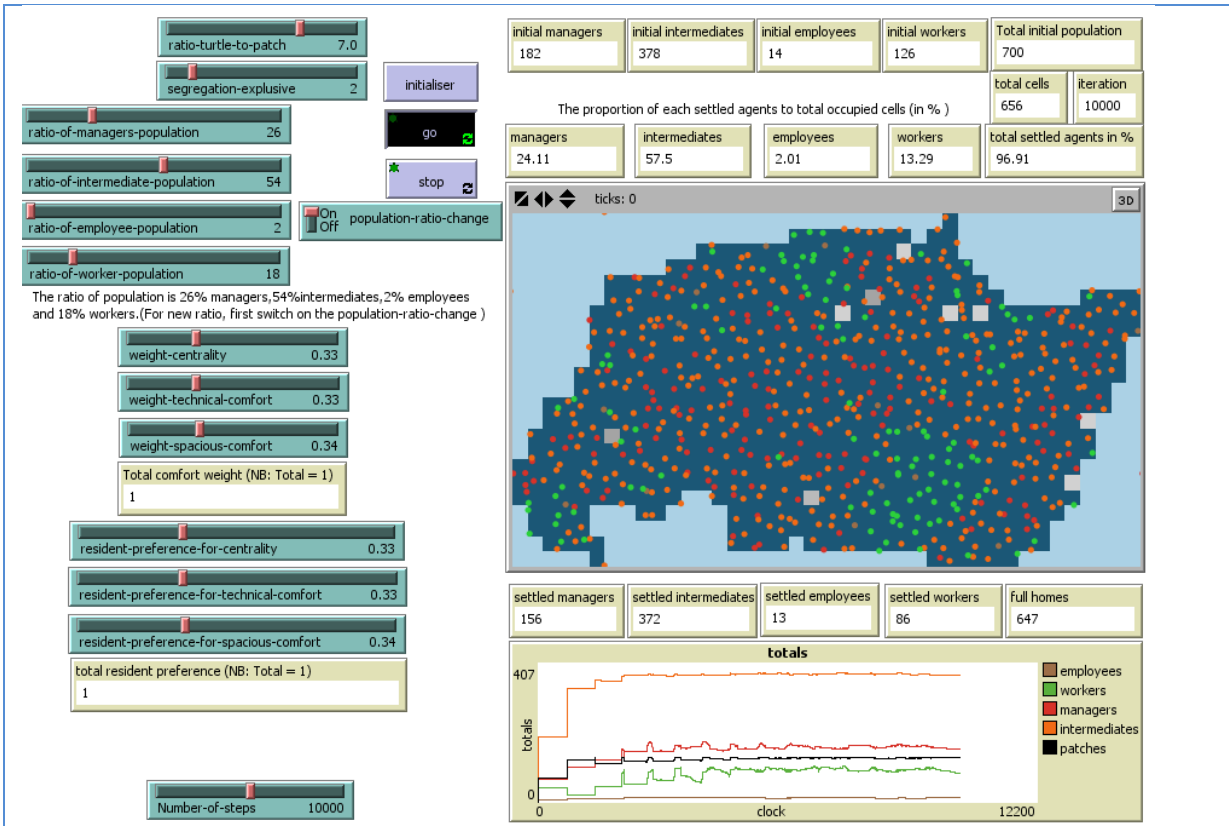 ratio-turtle-to-patch 7.0
segregation-explusive 2
ratio-of-managers-population 26
ratio-of-intermediate-population 54
ratio-of-employee-population 2
ratio-of-worker-population 18
initialiser
go
stop
On
Off
population-ratio-change
The ratio of population is 26% managers,54%intermediates,2% employees
and 18% workers.(For new ratio, first switch on the population-ratio-change )
weight-centrality 0.33
weight-technical-comfort 0.33
weight-spacious-comfort 0.34
Total comfort weight (NB: Total = 1)
1
resident-preference-for-centrality 0.33
resident-preference-for-technical-comfort 0.33
resident-preference-for-spacious-comfort 0.34
total resident preference (NB: Total = 1)
1
Number-of-steps 10000
initial managers
182
initial intermediates
378
initial employees
14
initial workers
126
Total initial population
700
total cells
656
iteration
10000
The proportion of each settled agents to total occupied cells (in % )
managers
24.11
intermediates
57.5
employees
2.01
workers
13.29
total settled agents in %
96.91
ticks: 0
3D
settled managers
156
settled intermediates
372
settled employees
13
settled workers
86
full homes
647
totals
407
totals
0
0
clock
12200
employees
workers
managers
intermediates
patches